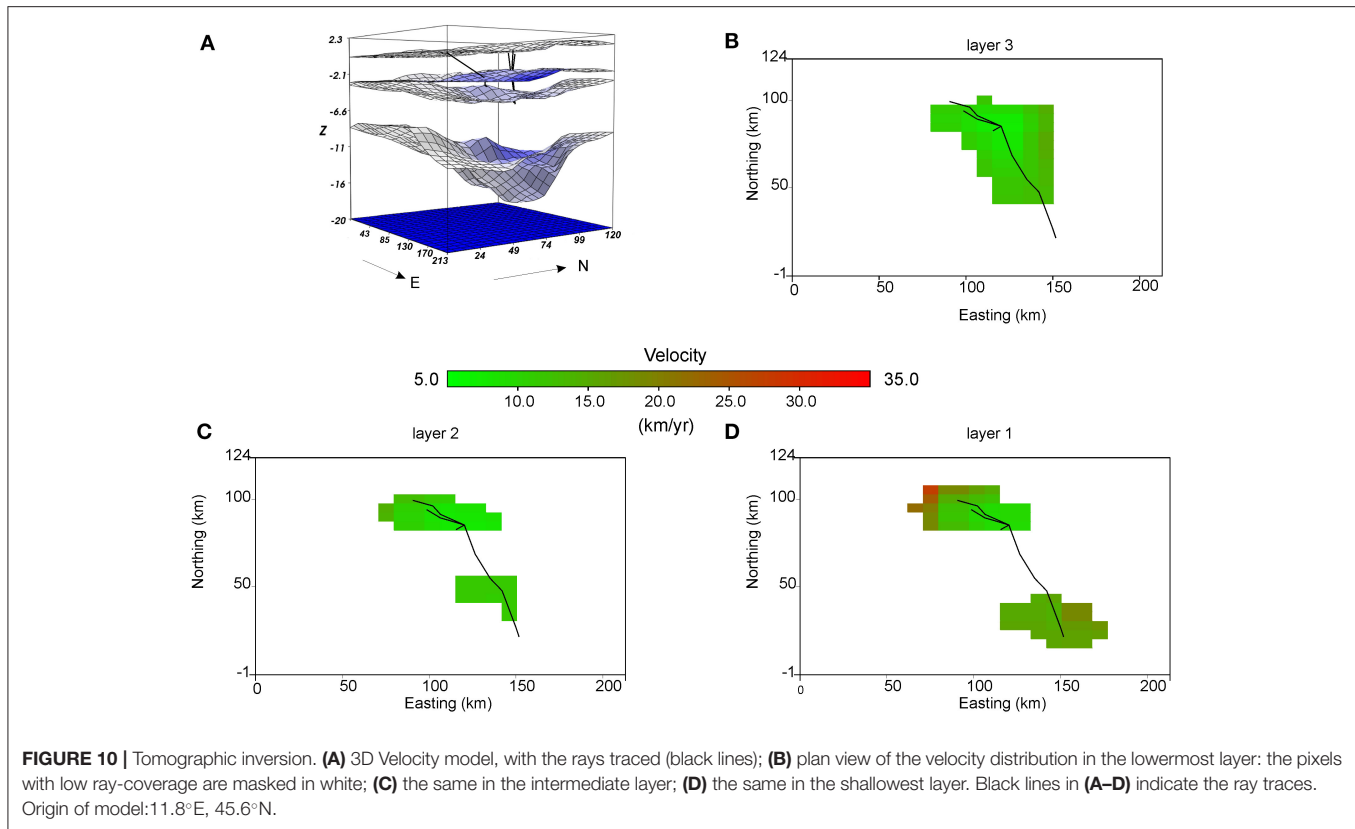 A
2.3
-2.1
-6.6
Z
-11
-16
-20
43
85
130
170
213
24
49
74
99
120
E
N
B
layer 3
124
100
50
-1
Northing (km)
0
50
100
150
200
Easting (km)
Velocity
5.0
35.0
10.0
15.0
20.0
25.0
30.0
(km/yr)
C
layer 2
124
100
50
-1
Northing (km)
0
50
100
150
200
Easting (km)
D
layer 1
124
100
50
-1
Northing (km)
0
50
100
150
200
Easting (km)
FIGURE 10 | Tomographic inversion. (A) 3D Velocity model, with the rays traced (black lines); (B) plan view of the velocity distribution in the lowermost layer: the pixels
with low ray-coverage are masked in white; (C) the same in the intermediate layer; (D) the same in the shallowest layer. Black lines in (A–D) indicate the ray traces.
Origin of model:11.8°E, 45.6°N.